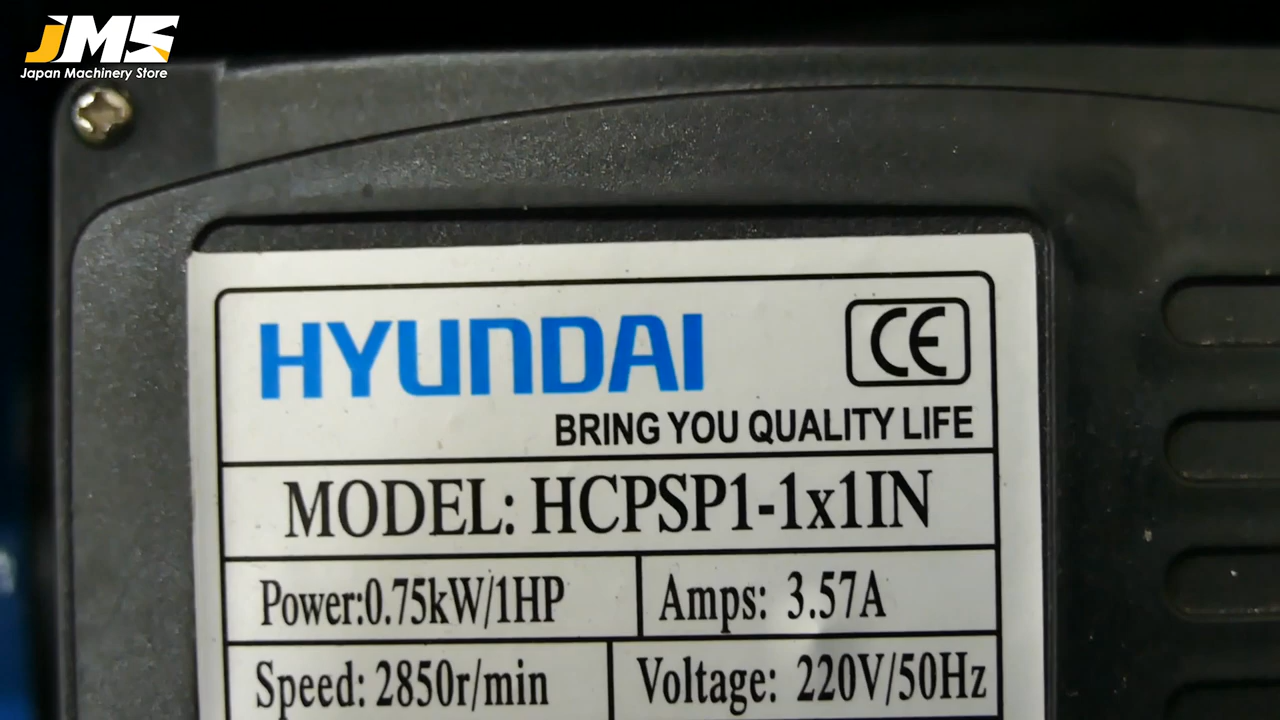 JMS
Japan Machinery Store
HYUNDAI
CE
BRING YOU QUALITY LIFE
MODEL: HCPSP1-1x1IN
Power:0.75kW/1HP
Amps: 3.57A
Speed: 2850r/min
Voltage: 220V/50Hz